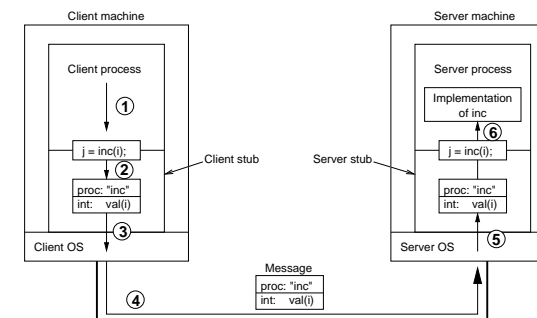 Client machine
Client process
1
j = inc(i);
2
proc: "inc"
int: val(i)
3
Client OS
Client stub
Server machine
Server process
Implementation
of inc
6
j = inc(i);
Server stub
proc: "inc"
int: val(i)
5
Server OS
Message
proc: "inc"
int: val(i)
4